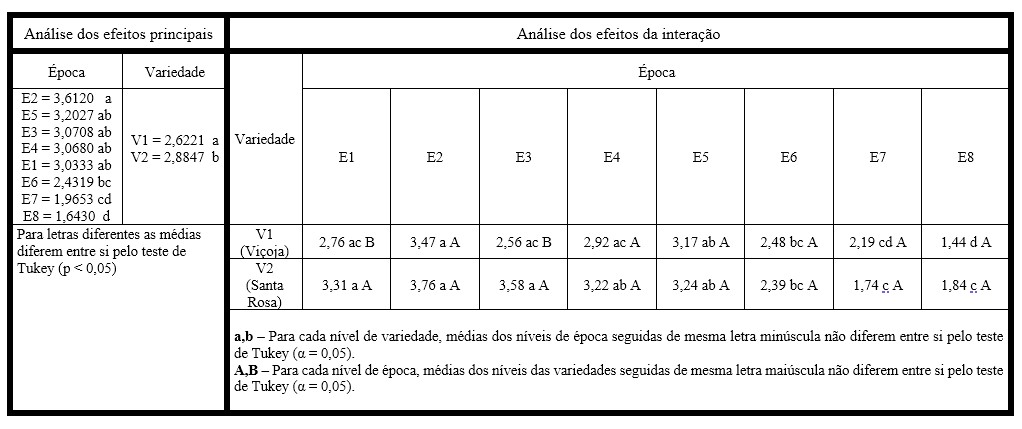 Análise dos efeitos principais
Análise dos efeitos da interação
Época
Variedade
E2 = 3,6120 a
E5 = 3,2027 ab
E3 = 3,0708 ab
E4 = 3,0680 ab
E1 = 3,0333 ab
E6 = 2,4319 bc
E7 = 1,9653 cd
E8 = 1,6430 d
V1 = 2,6221 a
V2 = 2,8847 b
Variedade
Época
E1
E2
E3
E4
E5
E6
E7
E8
Para letras diferentes as médias
diferem entre si pelo teste de
Tukey (p < 0,05)
V1
(Viçoja)
2,76 ac B
3,47 a A
2,56 ac B
2,92 ac A
3,17 ab A
2,48 bc A
2,19 cd A
1,44 d A
V2
(Santa
Rosa)
3,31 a A
3,76 a A
3,58 a A
3,22 ab A
3,24 ab A
2,39 bc A
1,74 c A
1,84 c A
a,b – Para cada nível de variedade, médias dos níveis de época seguidas de mesma letra minúscula não diferem entre si pelo teste
de Tukey (α = 0,05).
A,B – Para cada nível de época, médias dos níveis das variedades seguidas de mesma letra maiúscula não diferem entre si pelo teste
de Tukey (α = 0,05).